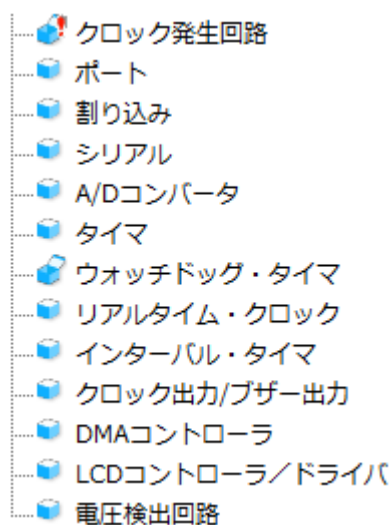 クロック発生回路
ポート
割り込み
シリアル
A/Dコンバータ
タイマ
ウォッチドッグ・タイマ
リアルタイム・クロック
インターバル・タイマ
クロック出力/ブザー出力
DMAコントローラ
LCDコントローラ／ドライバ
電圧検出回路